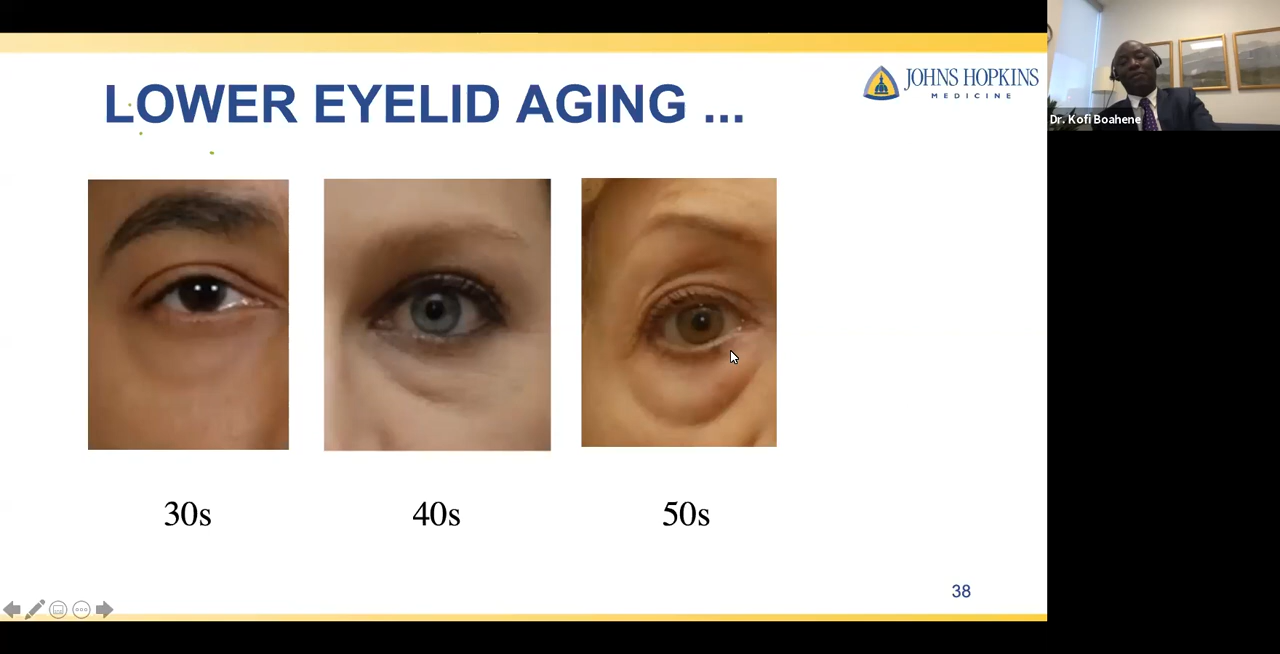 LOWER EYELID AGING ...
JOHNS HOPKINS
MEDICINE
Dr. Kofi Boahene
30s
40s
50s
38